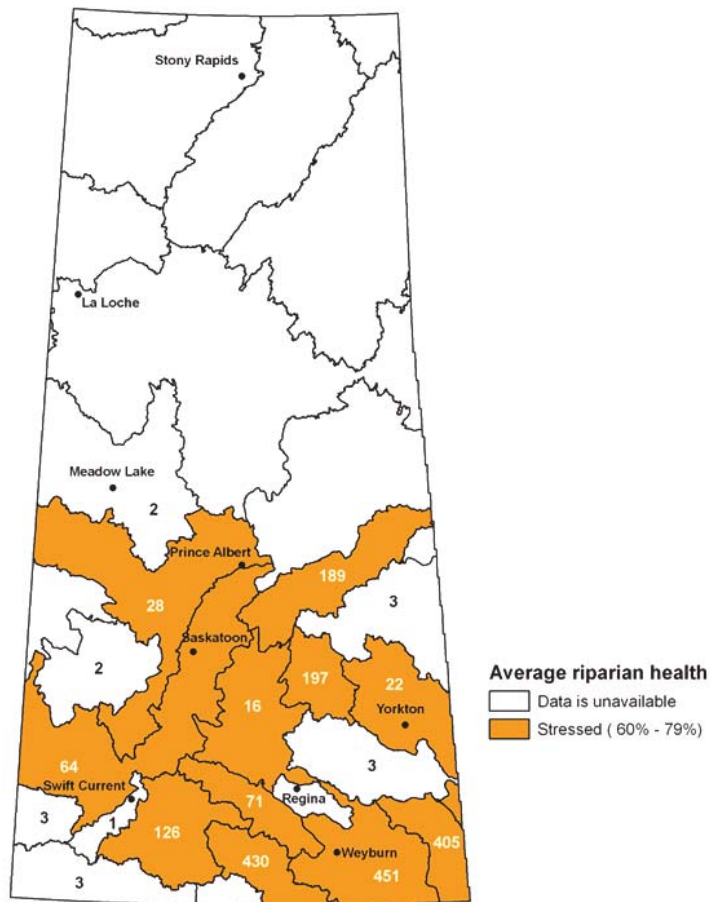 Stony Rapids
La Loche
Meadow Lake
2
Prince Albert
189
28
3
Saskatoon
2
197
22
16
Yorkton
64
3
Swift Current
71
Regina
3
1
126
405
Weyburn
430
451
3
Average riparian health
Data is unavailable
Stressed ( 60% - 79%)